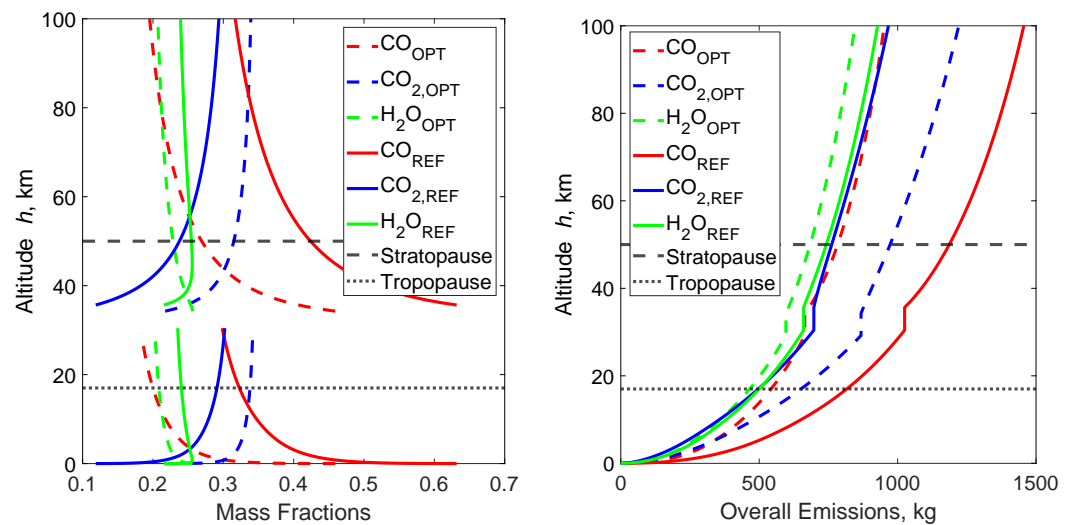 100
80
60
40
20
0
0.1
0.2
0.3
0.4
0.5
0.6
0.7
Altitude h, km
Mass Fractions
CO_OPT
CO_2,OPT
H_2O_OPT
CO_REF
CO_2,REF
H_2O_REF
Stratopause
Tropopause
100
80
60
40
20
0
0
500
1000
1500
Altitude h, km
Overall Emissions, kg
CO_OPT
CO_2,OPT
H_2O_OPT
CO_REF
CO_2,REF
H_2O_REF
Stratopause
Tropopause